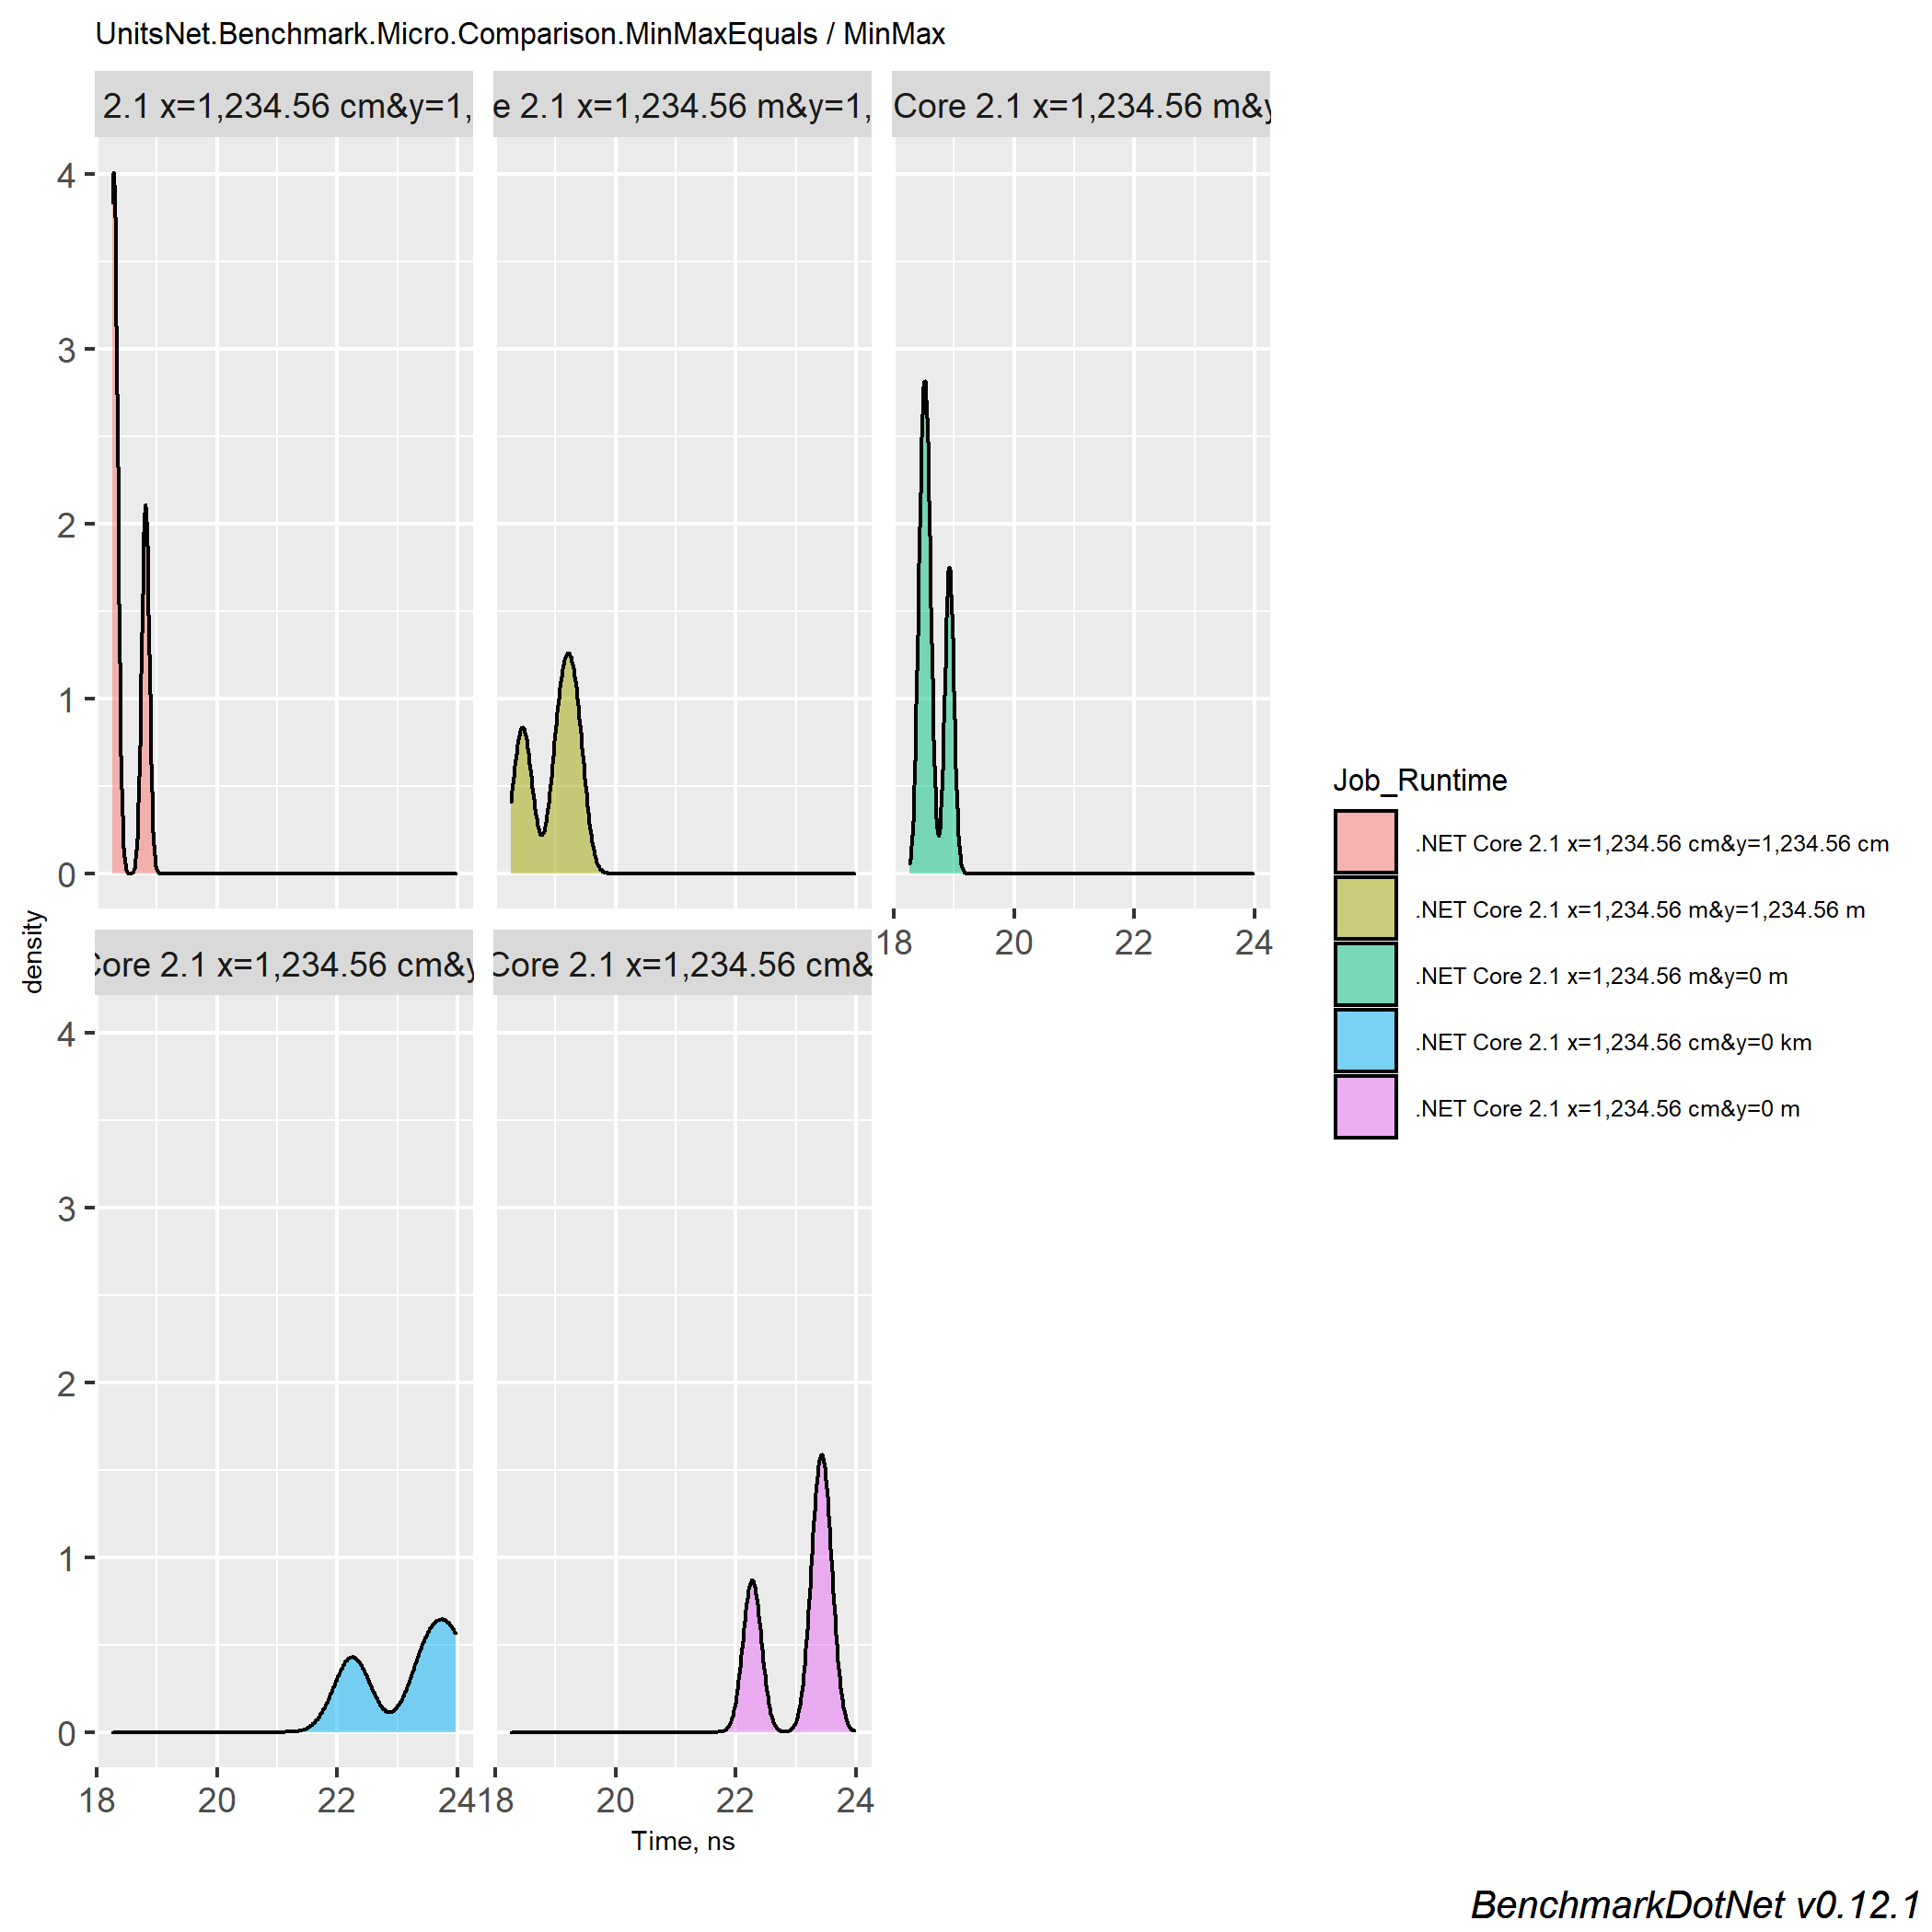 UnitsNet.Benchmark.Micro.Comparison.MinMaxEquals / MinMax
2.1 x=1,234.56 cm&y=1,
e 2.1 x=1,234.56 m&y=1,
Core 2.1 x=1,234.56 m&y
4
3
2
1
0
18 20 22 24
density
Core 2.1 x=1,234.56 cm&y
Core 2.1 x=1,234.56 cm&
4
3
2
1
0
18 20 22 24
18 20 22 24
Time, ns
Job_Runtime
.NET Core 2.1 x=1,234.56 cm&y=1,234.56 cm
.NET Core 2.1 x=1,234.56 m&y=1,234.56 m
.NET Core 2.1 x=1,234.56 m&y=0 m
.NET Core 2.1 x=1,234.56 cm&y=0 km
.NET Core 2.1 x=1,234.56 cm&y=0 m
BenchmarkDotNet v0.12.1